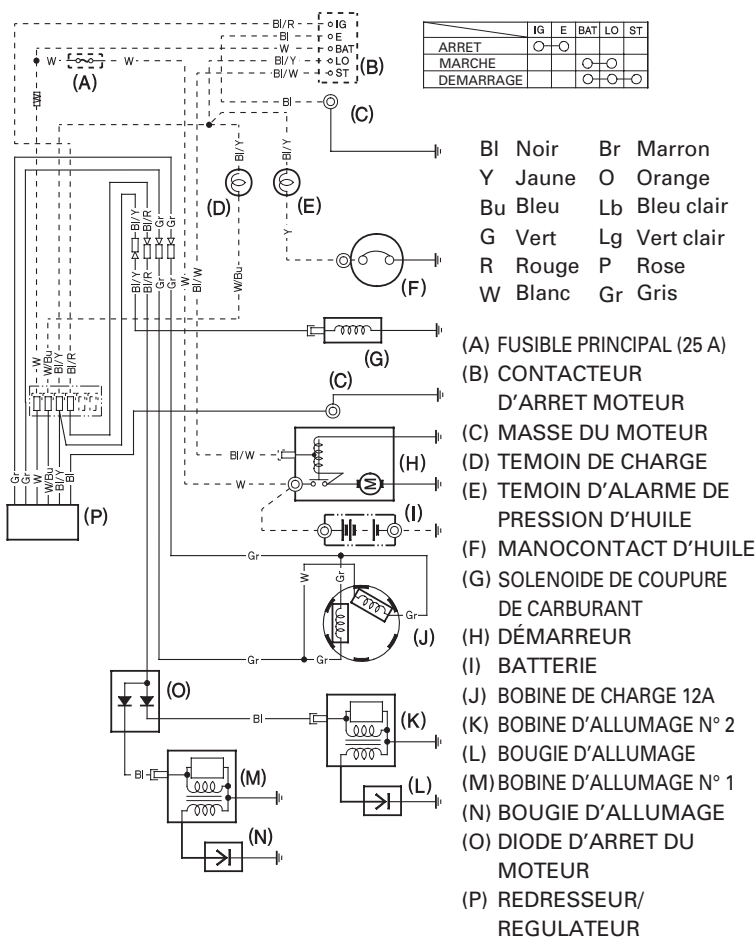 Bl/R IG
Bl E
W BAT
Bl/Y LO
Bl/W ST
(B)
IG E BAT LO ST
ARRET
MARCHE
DEMARRAGE
W W
(A)
W
Bl (C)
Bl/Y Bl/Y
(D) (E)
Y
(F)
W/Bu
W Bl/W
Bl/Y Bl/R Gr Gr
Bl/Y Bl/R Gr Gr
(G)
W W/Bu Bl/Y Bl/R
(C)
Bl/W (H)
W M
Gr Gr W W/Bu Bl/Y Bl
(P)
(I)
Gr
W Gr
Gr
(J)
Gr Gr
(O)
Bl (K)
Bl (M)
(L)
(N)
Bl Noir Br Marron
Y Jaune O Orange
Bu Bleu Lb Bleu clair
G Vert Lg Vert clair
R Rouge P Rose
W Blanc Gr Gris
(A) FUSIBLE PRINCIPAL (25 A)
(B) CONTACTEUR
D'ARRET MOTEUR
(C) MASSE DU MOTEUR
(D) TEMOIN DE CHARGE
(E) TEMOIN D'ALARME DE
PRESSION D'HUILE
(F) MANOCONTACT D'HUILE
(G) SOLENOIDE DE COUPURE
DE CARBURANT
(H) DÉMARREUR
(I) BATTERIE
(J) BOBINE DE CHARGE 12A
(K) BOBINE D'ALLUMAGE N° 2
(L) BOUGIE D'ALLUMAGE
(M) BOBINE D'ALLUMAGE N° 1
(N) BOUGIE D'ALLUMAGE
(O) DIODE D'ARRET DU
MOTEUR
(P) REDRESSEUR/
REGULATEUR